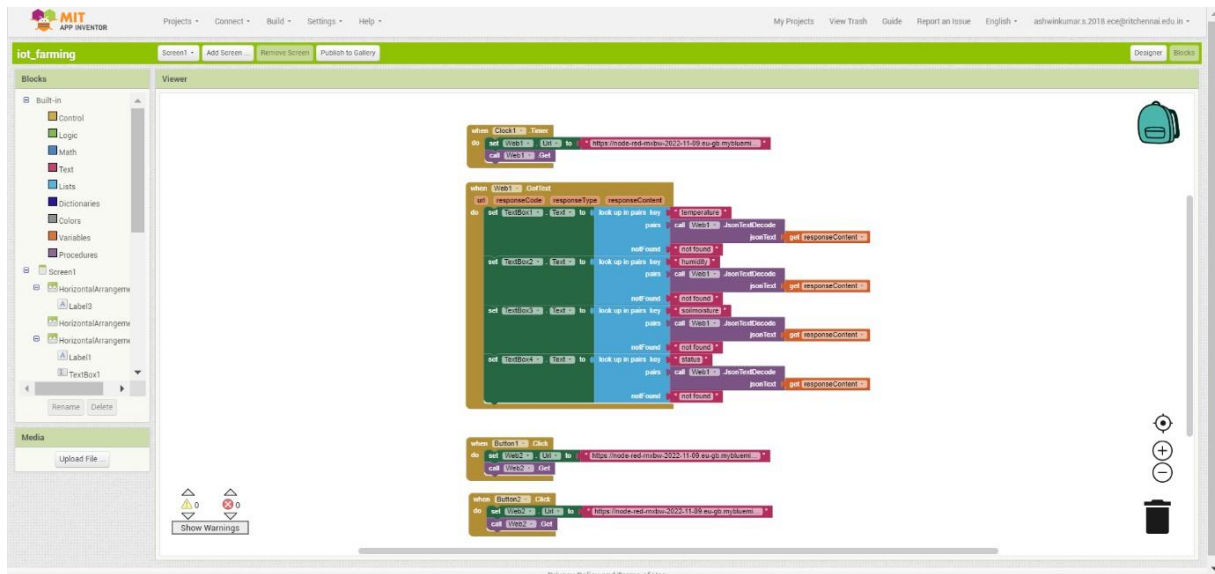 MIT
APP INVENTOR
Projects Connect Build Settings Help My Projects View Trash Guide Report an Issue English ashwinkumar.s.2018.ece@ritchennai.edu.in
iot_farming Screen1 Add Screen ... Remove Screen Publish to Gallery Designer Blocks
Blocks Viewer
Built-in
Control
Logic
Math
Text
Lists
Dictionaries
Colors
Variables
Procedures
Screen1
HorizontalArrangeme
Label3
HorizontalArrangeme
HorizontalArrangeme
Label1
TextBox1
Rename Delete
Media
Upload File ...
when Clock1 .Timer
do set Web1 . Url to " https://node-red-mxbw-2022-11-09.eu-gb.mybluemi... "
call Web1 .Get
when Web1 .GotText
url responseCode responseType responseContent
do set TextBox1 . Text to look up in pairs key " temperature "
pairs call Web1 .JsonTextDecode
jsonText get responseContent
notFound " not found "
set TextBox2 . Text to look up in pairs key " humidity "
pairs call Web1 .JsonTextDecode
jsonText get responseContent
notFound " not found "
set TextBox3 . Text to look up in pairs key " soilmoisture "
pairs call Web1 .JsonTextDecode
jsonText get responseContent
notFound " not found "
set TextBox4 . Text to look up in pairs key " status "
pairs call Web1 .JsonTextDecode
jsonText get responseContent
notFound " not found "
when Button1 .Click
do set Web2 . Url to " https://node-red-mxbw-2022-11-09.eu-gb.mybluemi... "
call Web2 .Get
when Button2 .Click
do set Web2 . Url to " https://node-red-mxbw-2022-11-09.eu-gb.mybluemi... "
call Web2 .Get
0 0
Show Warnings